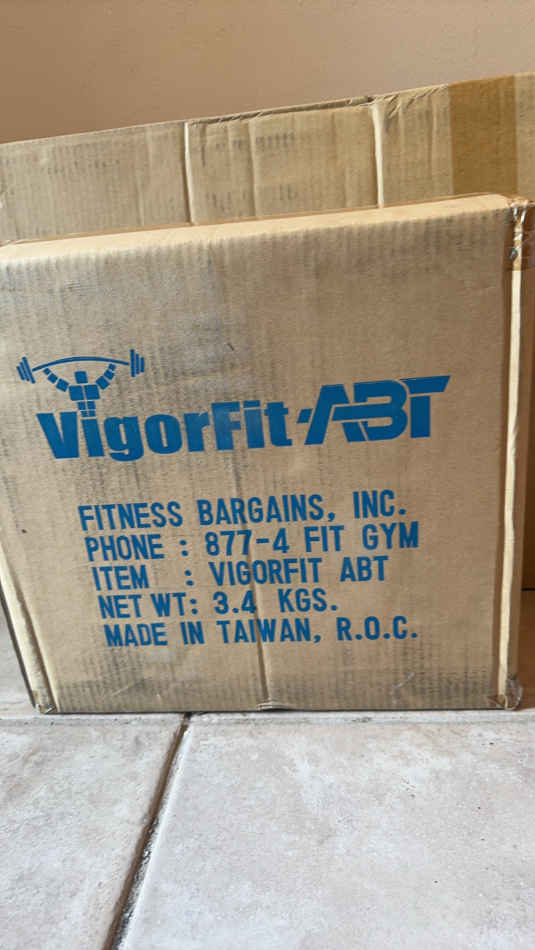 VigorFit-ABT
FITNESS BARGAINS, INC.
PHONE : 877-4 FIT GYM
ITEM : VIGORFIT ABT
NET WT: 3.4 KGS.
MADE IN TAIWAN, R.O.C.